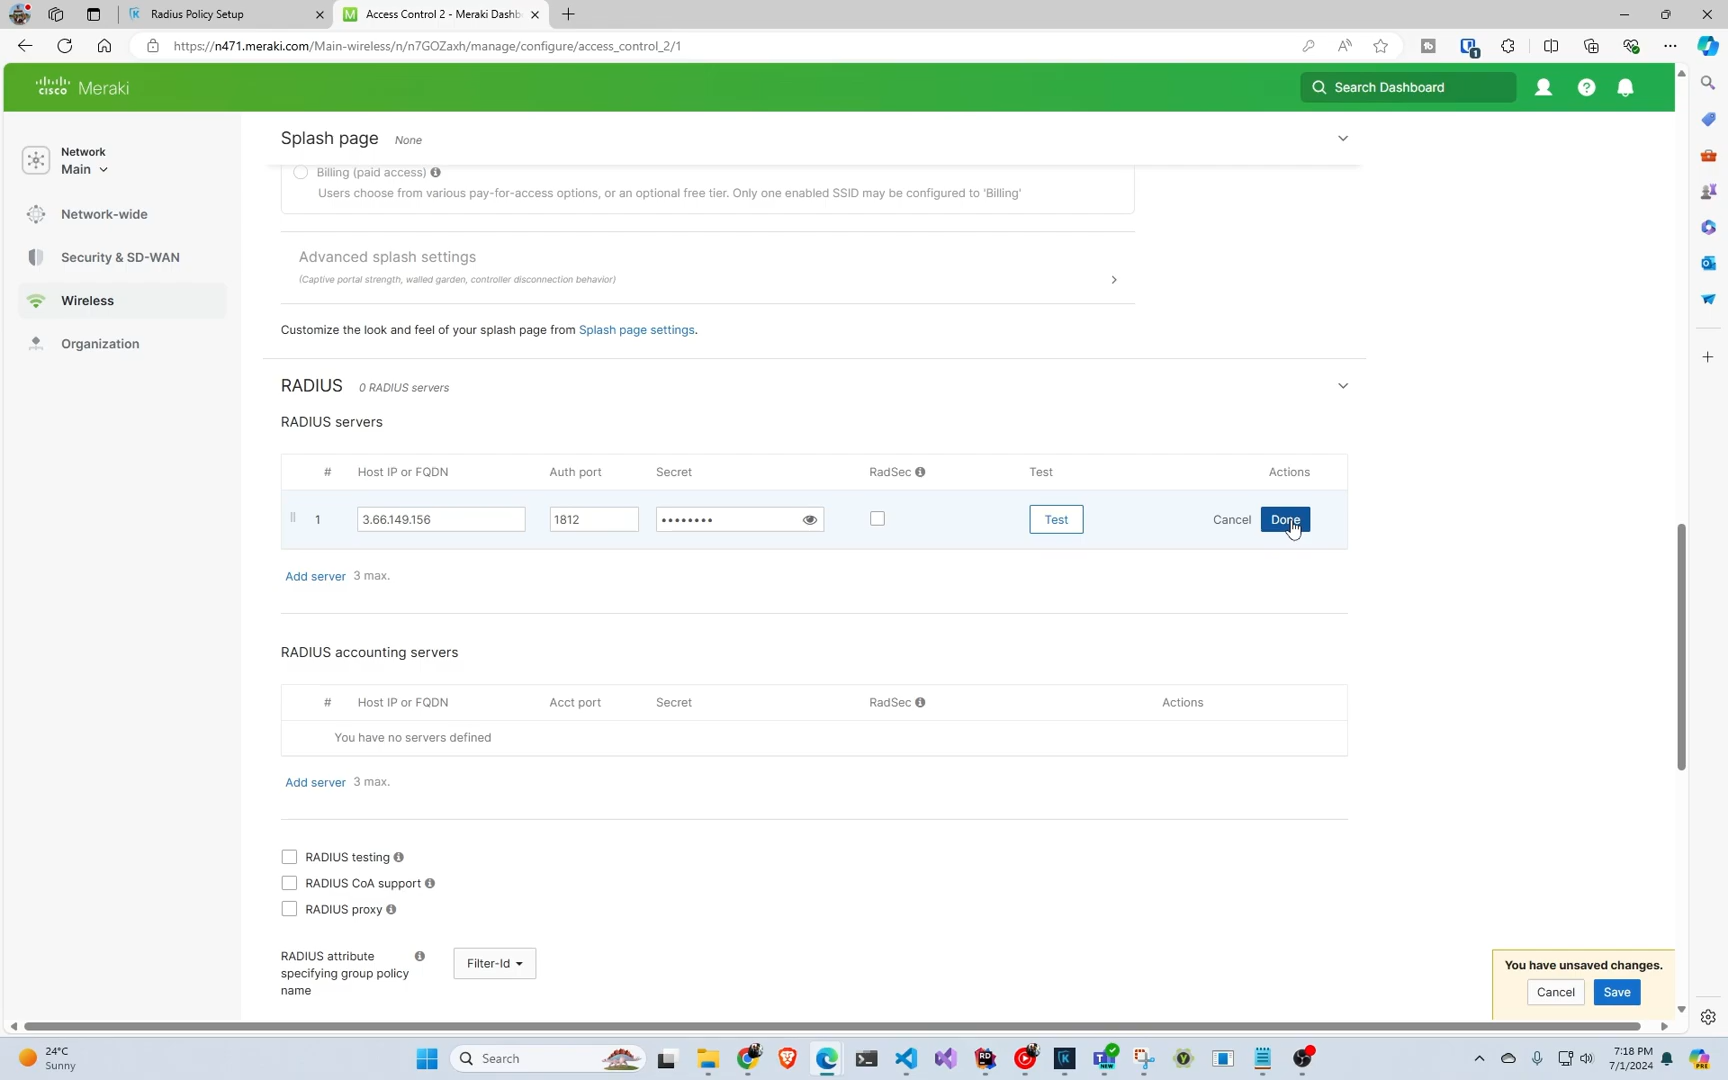 Radius Policy Setup
Access Control 2 - Meraki Dashb
https://n471.meraki.com/Main-wireless/n/n7GOZaxh/manage/configure/access_control_2/1
CISCO Meraki
Search Dashboard
Network
Main
Network-wide
Security & SD-WAN
Wireless
Organization
Splash page None
Billing (paid access)
Users choose from various pay-for-access options, or an optional free tier. Only one enabled SSID may be configured to 'Billing'
Advanced splash settings
(Captive portal strength, walled garden, controller disconnection behavior)
Customize the look and feel of your splash page from Splash page settings.
RADIUS 0 RADIUS servers
RADIUS servers
# Host IP or FQDN Auth port Secret RadSec Test Actions
1 3.66.149.156 1812 •••••••• Test Cancel Done
Add server 3 max.
RADIUS accounting servers
# Host IP or FQDN Acct port Secret RadSec Actions
You have no servers defined
Add server 3 max.
RADIUS testing
RADIUS CoA support
RADIUS proxy
RADIUS attribute
specifying group policy
name
Filter-Id
You have unsaved changes.
Cancel Save
24°C
Sunny
Search
7:18 PM
7/1/2024